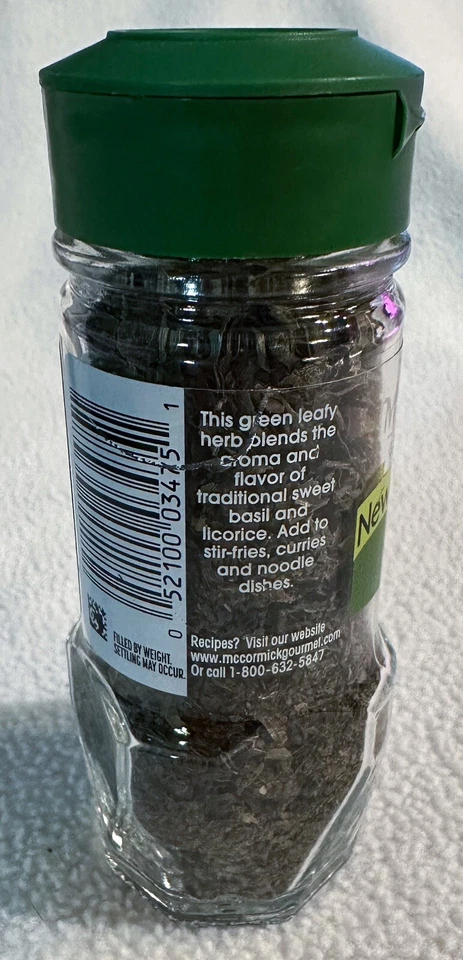 This green leafy
herb blends the
aroma and
flavor of
traditional sweet
basil and
licorice. Add to
stir-fries, curries
and noodle
dishes.
Recipes? Visit our website
www.mccormickgourmet.com
Or call 1-800-632-5847
0 52100 03475 1
FILLED BY WEIGHT.
SETTLING MAY OCCUR.
New